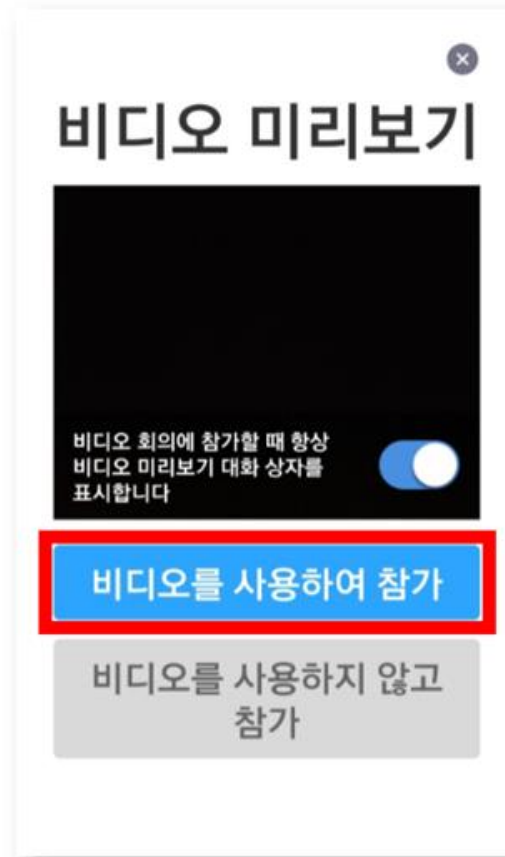 비디오 미리보기
비디오 회의에 참가할 때 항상
비디오 미리보기 대화 상자를
표시합니다
비디오를 사용하여 참가
비디오를 사용하지 않고
참가